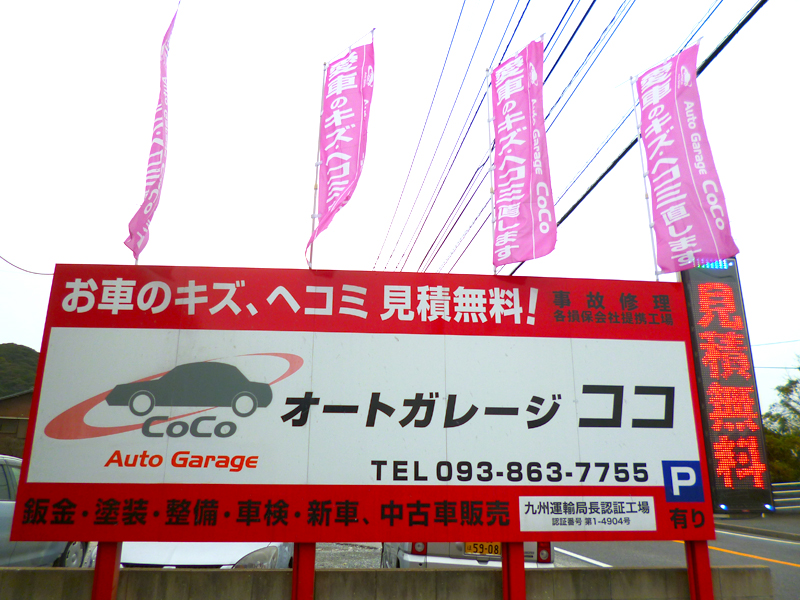 愛車のキズ・ヘコミ
愛車のキズ・ヘコミ直します
Auto Garage CoCo
愛車のキズ・ヘコミ直します
Auto Garage CoCo
お車のキズ、ヘコミ 見積無料!
事故修理
各損保会社提携工場
見積無料
CoCo
Auto Garage
オートガレージ ココ
TEL 093-863-7755
P
有り
鈑金・塗装・整備・車検・新車、中古車販売
九州運輸局長認証工場
認証番号 第1-4904号
59-08